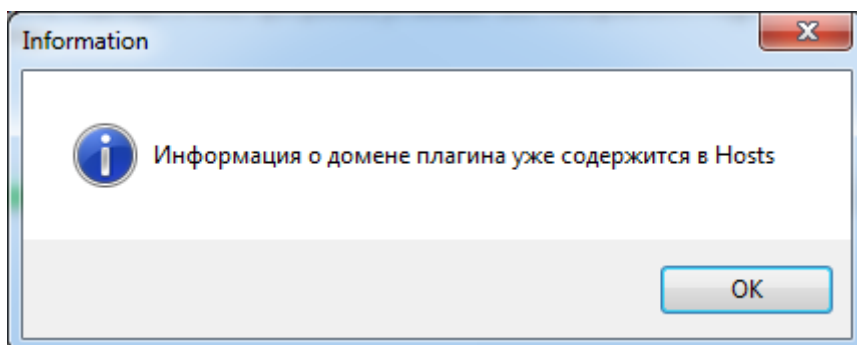 Information
Информация о домене плагина уже содержится в Hosts
OK